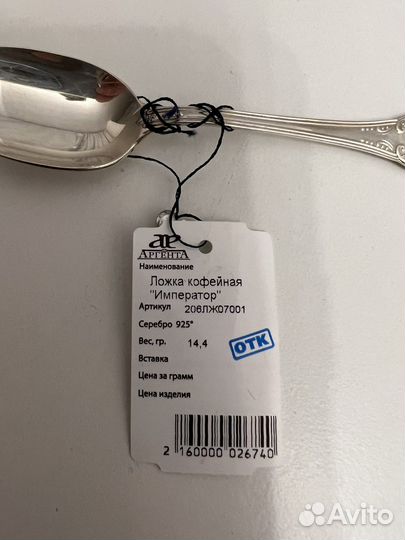 АРГЕНТА
Наименование
Ложка кофейная
"Император"
Артикул 206ЛЖ07001
Серебро 925°
Вес, гр. 14,4
ОТК
Вставка
Цена за грамм
Цена изделия
2 160000 026740
Avito